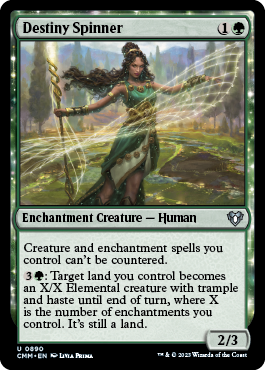 Destiny Spinner 1
Enchantment Creature — Human
Creature and enchantment spells you
can't be countered.
3: Target land you control becomes
an X/X Elemental creature with trample
and haste until end of turn, where X
is the number of enchantments you
control. It's still a land.
2/3
U 0890
CMM • EN Livia Prima
™ & © 2023 Wizards of the Coast